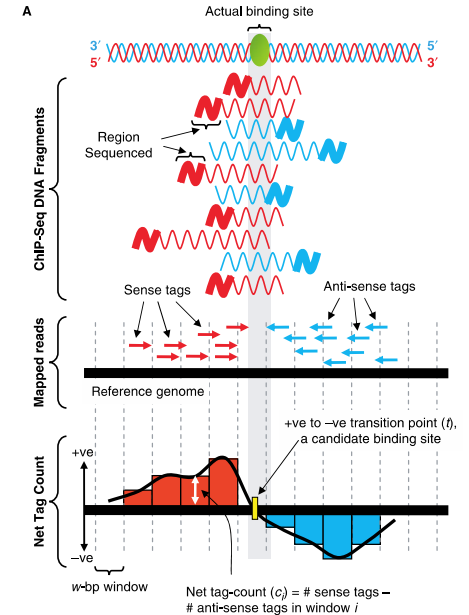 A
Actual binding site
3′ 5′
5′ 3′
ChIP-Seq DNA Fragments
Region
Sequenced
Sense tags
Anti-sense tags
Mapped reads
Reference genome
+ve to –ve transition point (t),
a candidate binding site
Net Tag Count
+ve
–ve
w-bp window
Net tag-count (cᵢ) = # sense tags –
# anti-sense tags in window i